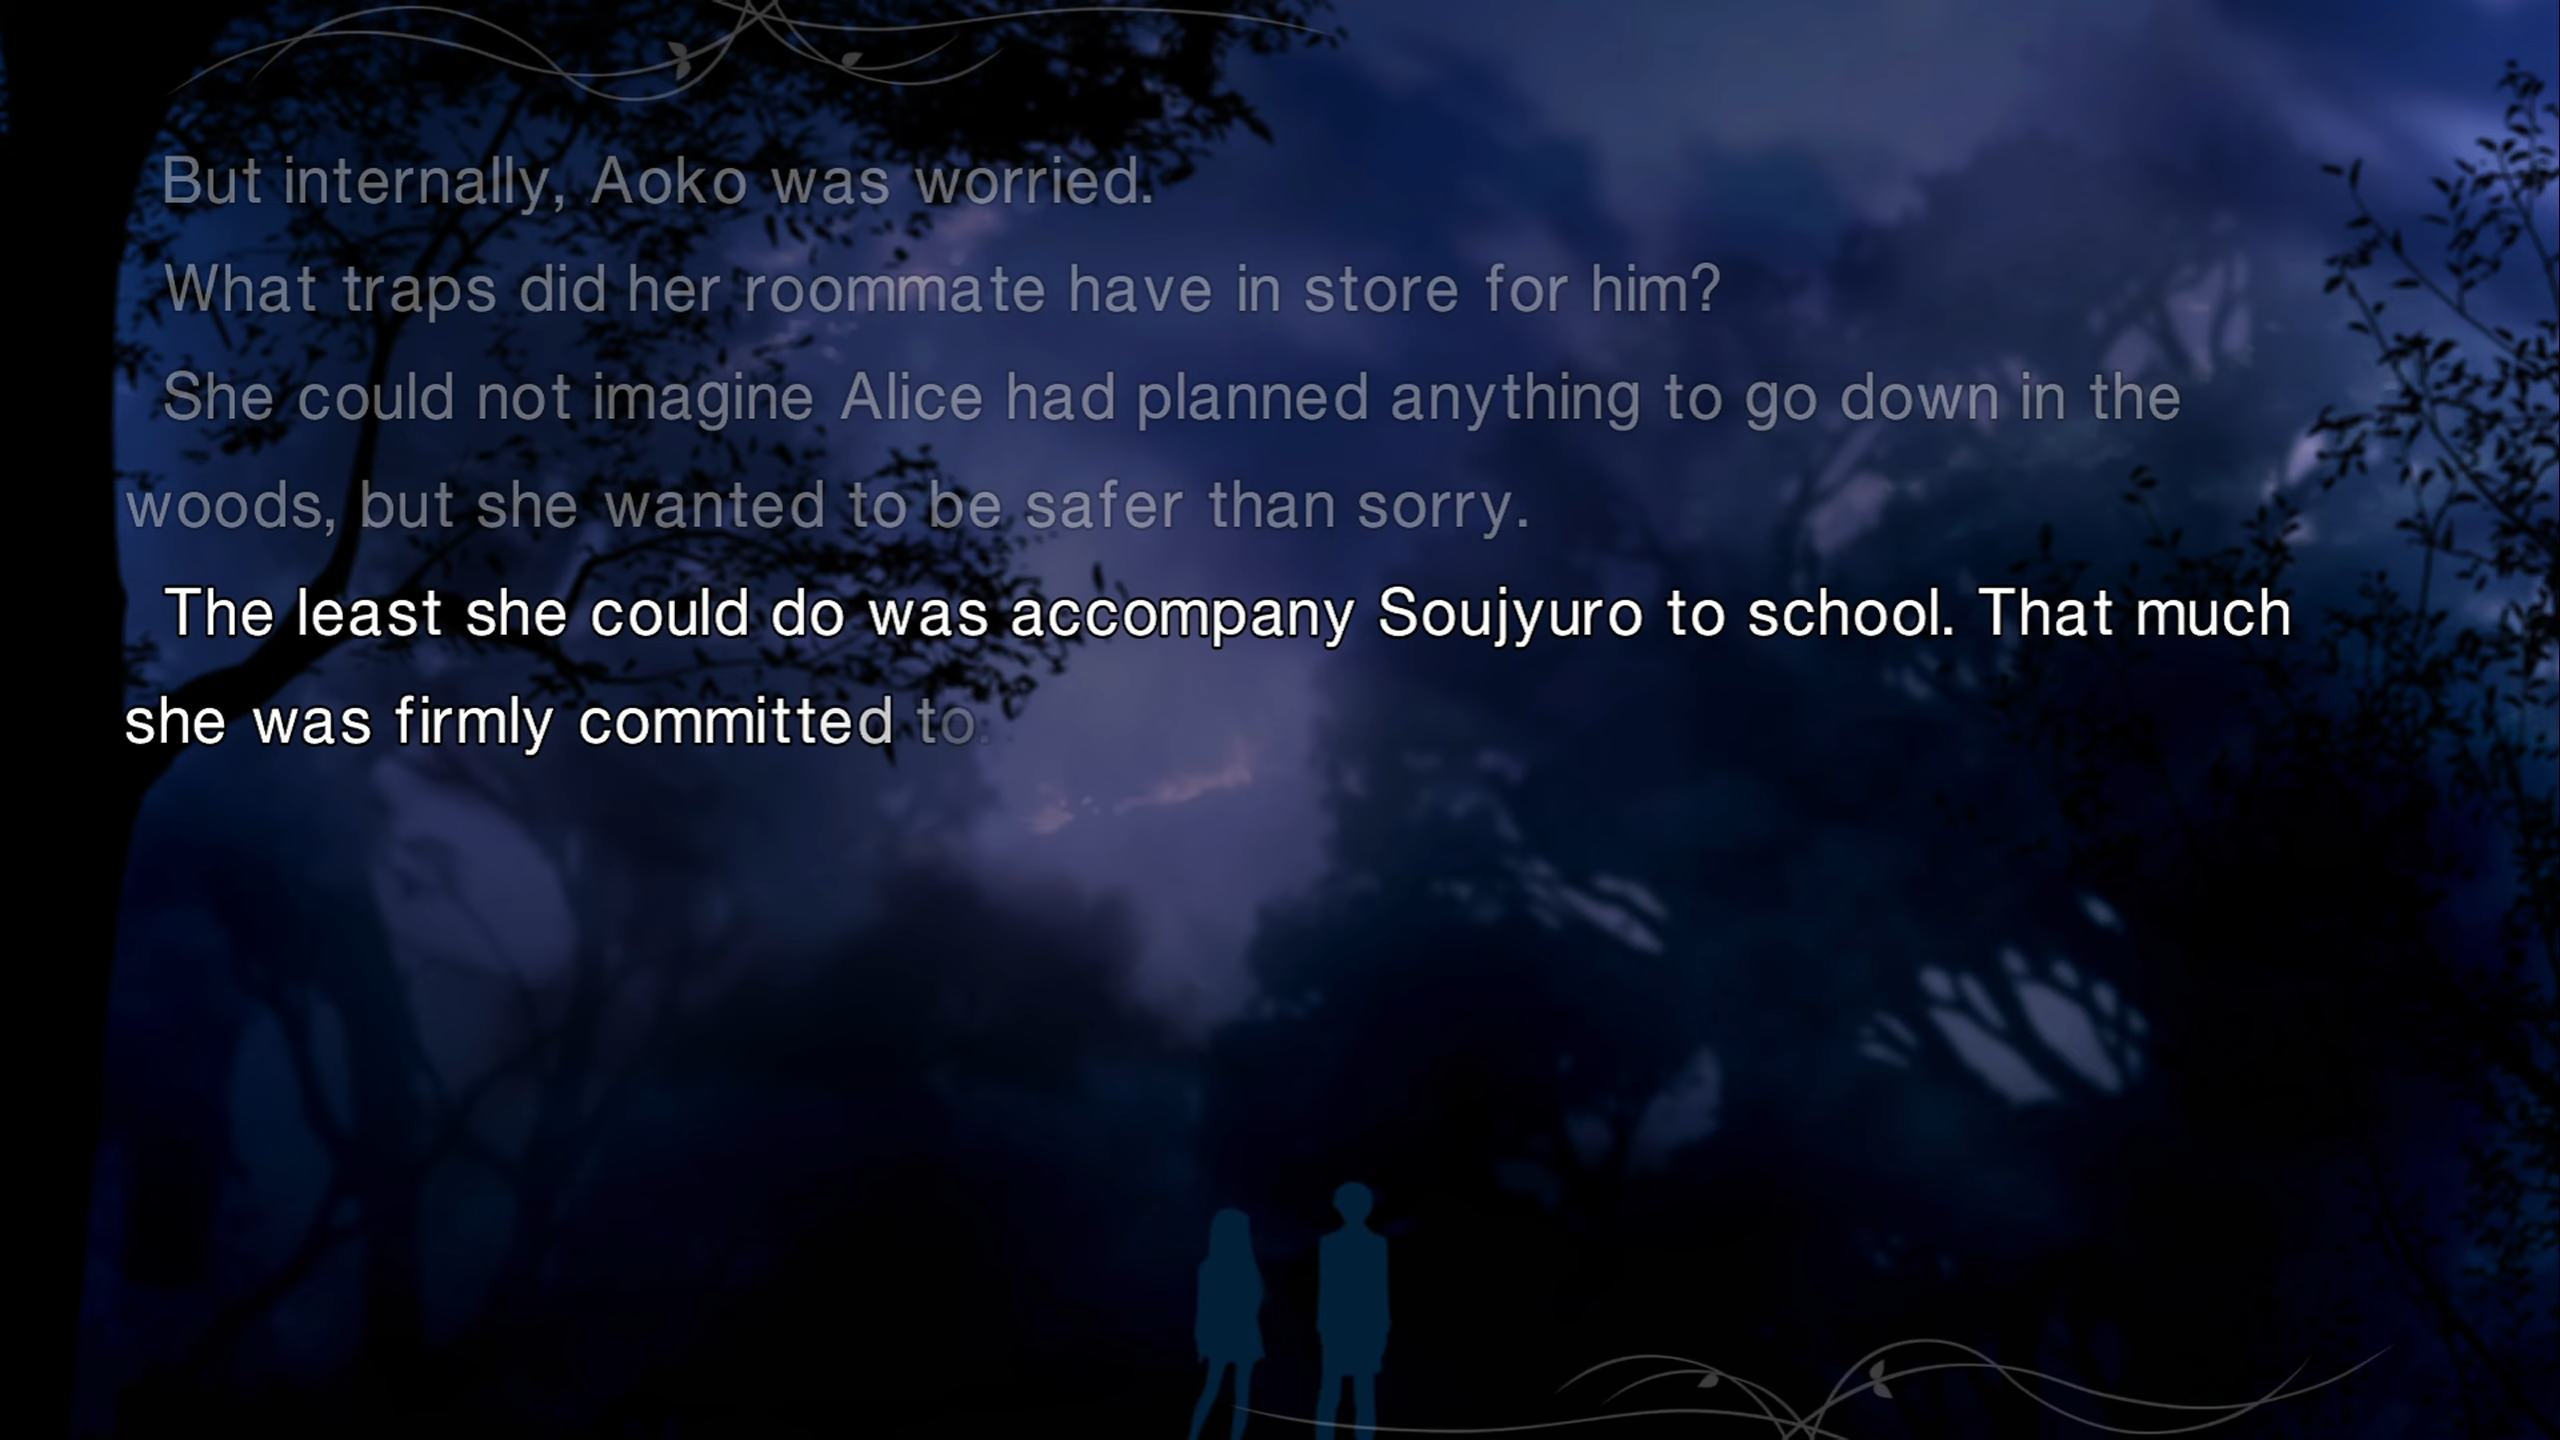 But internally, Aoko was worried.
What traps did her roommate have in store for him?
She could not imagine Alice had planned anything to go down in the
woods, but she wanted to be safer than sorry.
The least she could do was accompany Soujyuro to school. That much
she was firmly committed to.